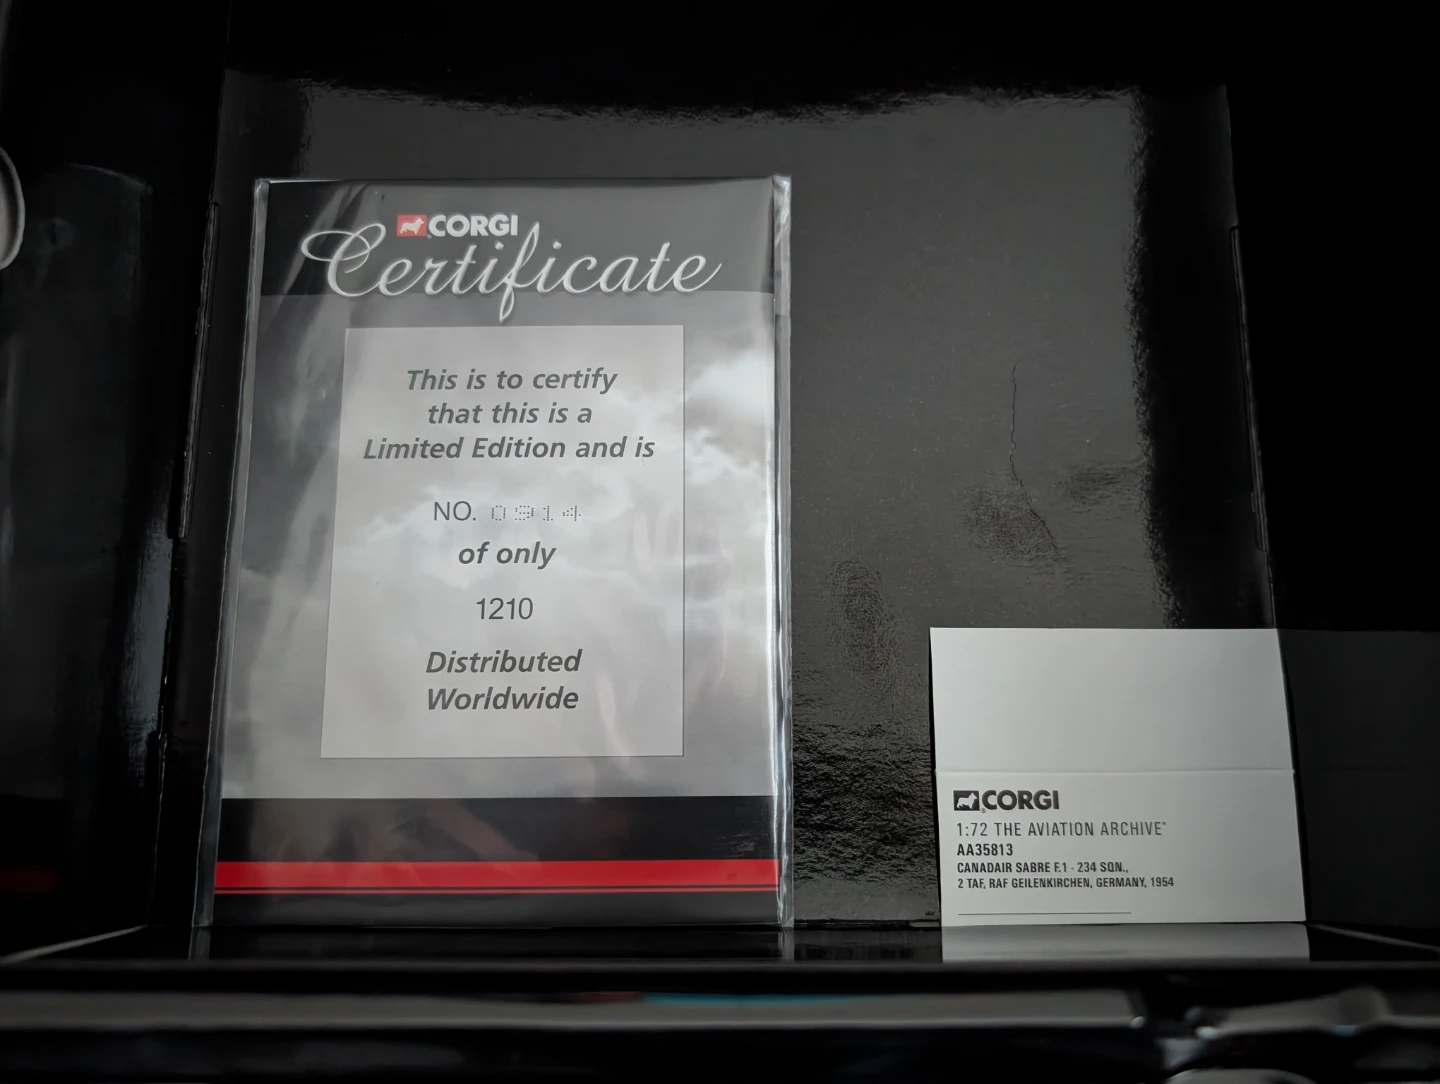 CORGI
Certificate
This is to certify
that this is a
Limited Edition and is
NO. 0914
of only
1210
Distributed
Worldwide
CORGI
1:72 THE AVIATION ARCHIVE®
AA35813
CANADAIR SABRE F.1 - 234 SQN.,
2 TAF, RAF GEILENKIRCHEN, GERMANY, 1954